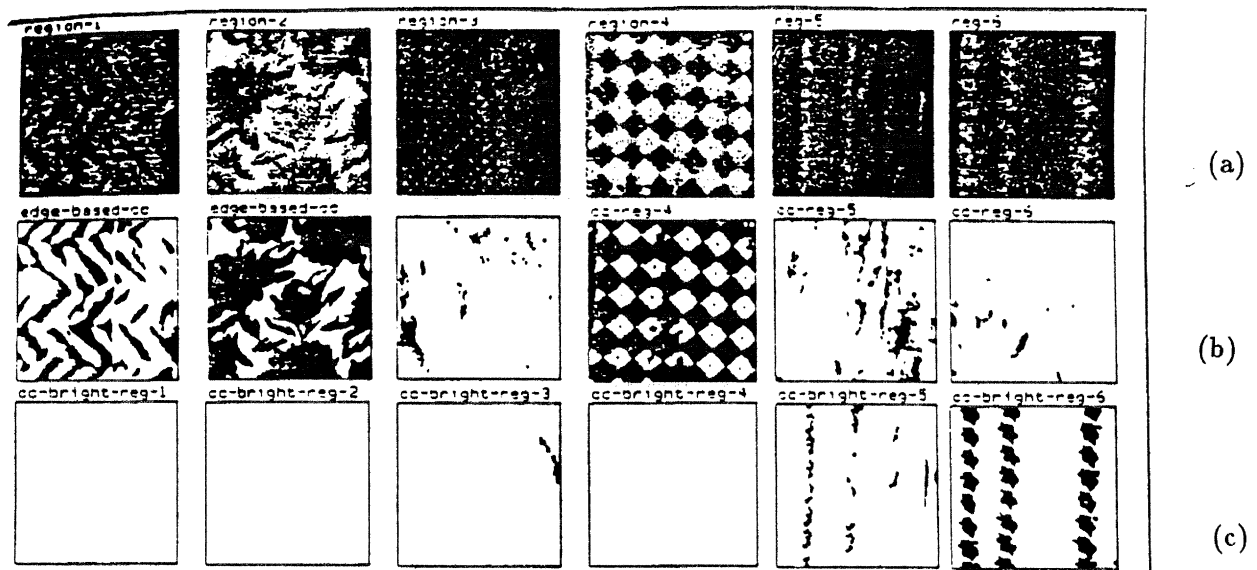 region-1 region-2 region-3 region-4 reg-5 reg-6
(a)
edge-based-cc edge-based-cc cc-reg-4 cc-reg-5 cc-reg-6
(b)
cc-bright-reg-1 cc-bright-reg-2 cc-bright-reg-3 cc-bright-reg-4 cc-bright-reg-5 cc-bright-reg-6
(c)